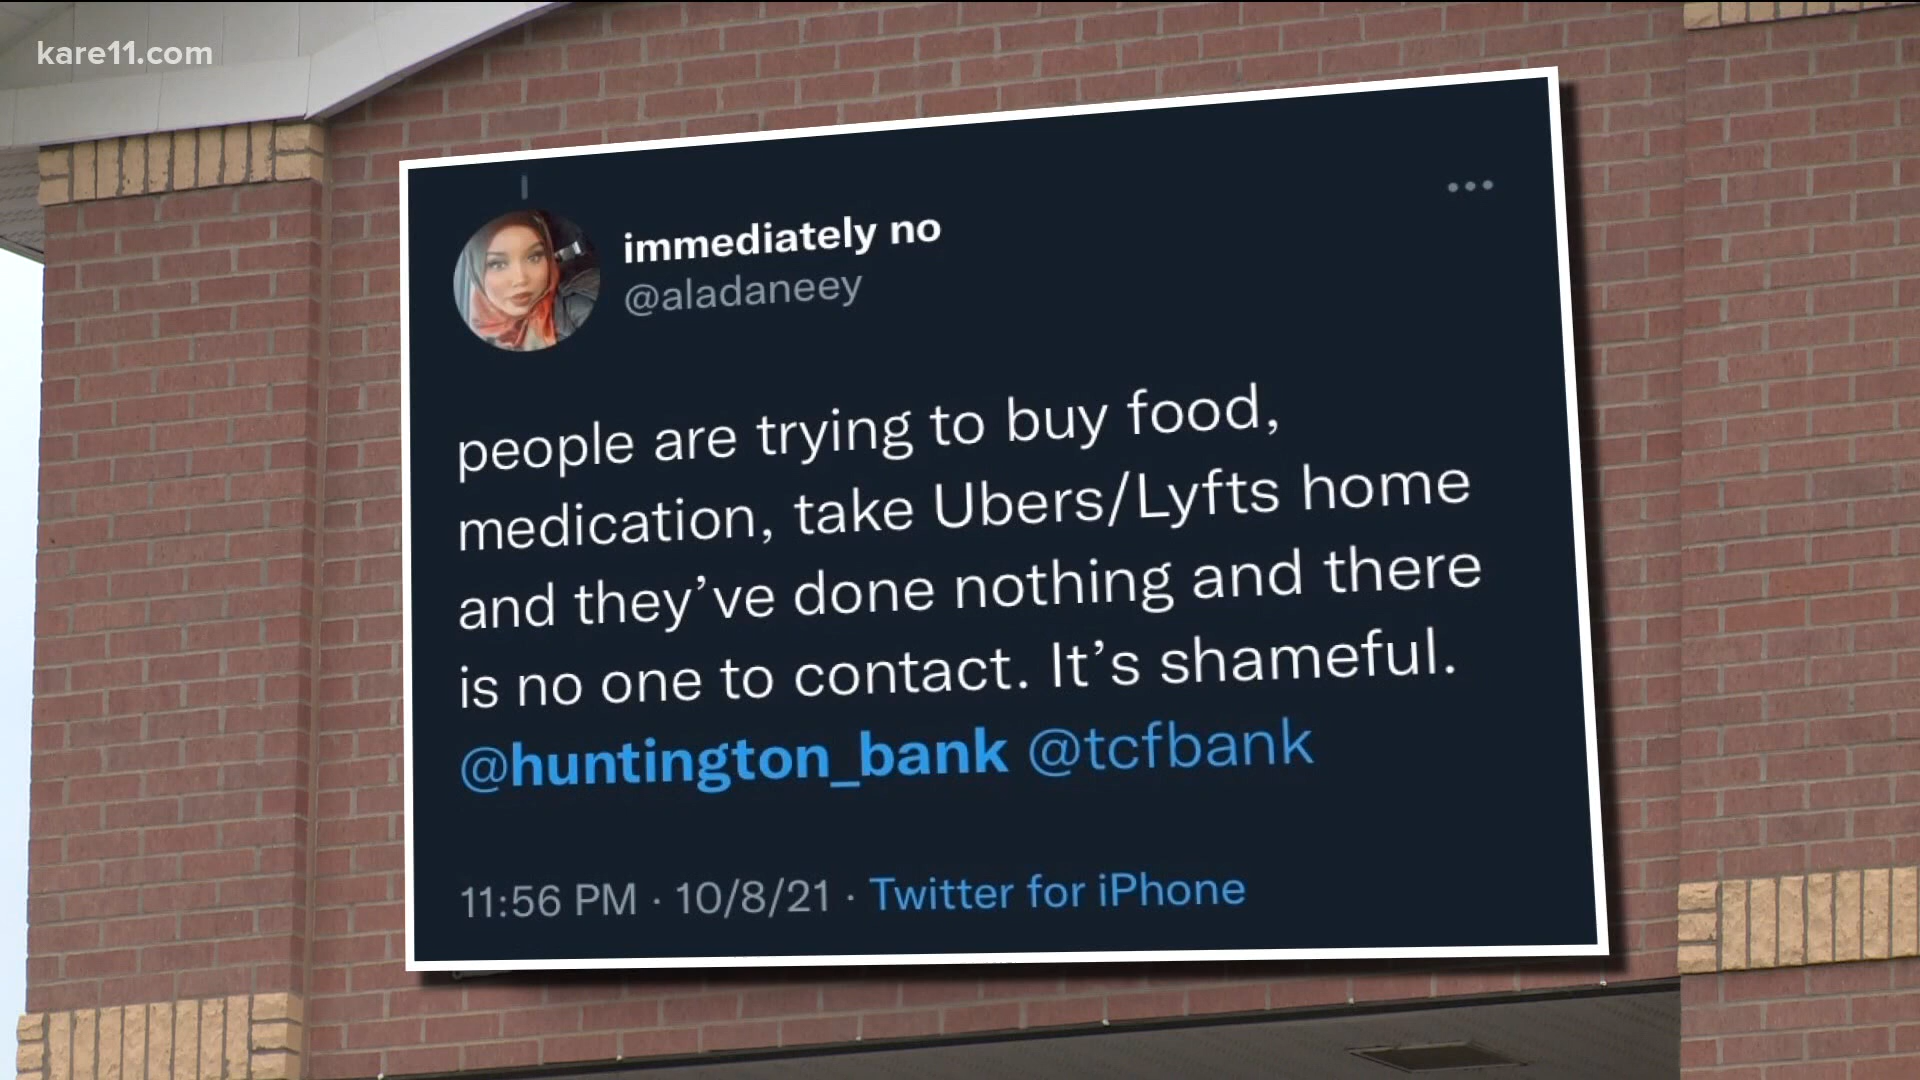 kare11.com
immediately no
@aladaneey
people are trying to buy food,
medication, take Ubers/Lyfts home
and they’ve done nothing and there
is no one to contact. It’s shameful.
@huntington_bank @tcfbank
11:56 PM · 10/8/21 · Twitter for iPhone